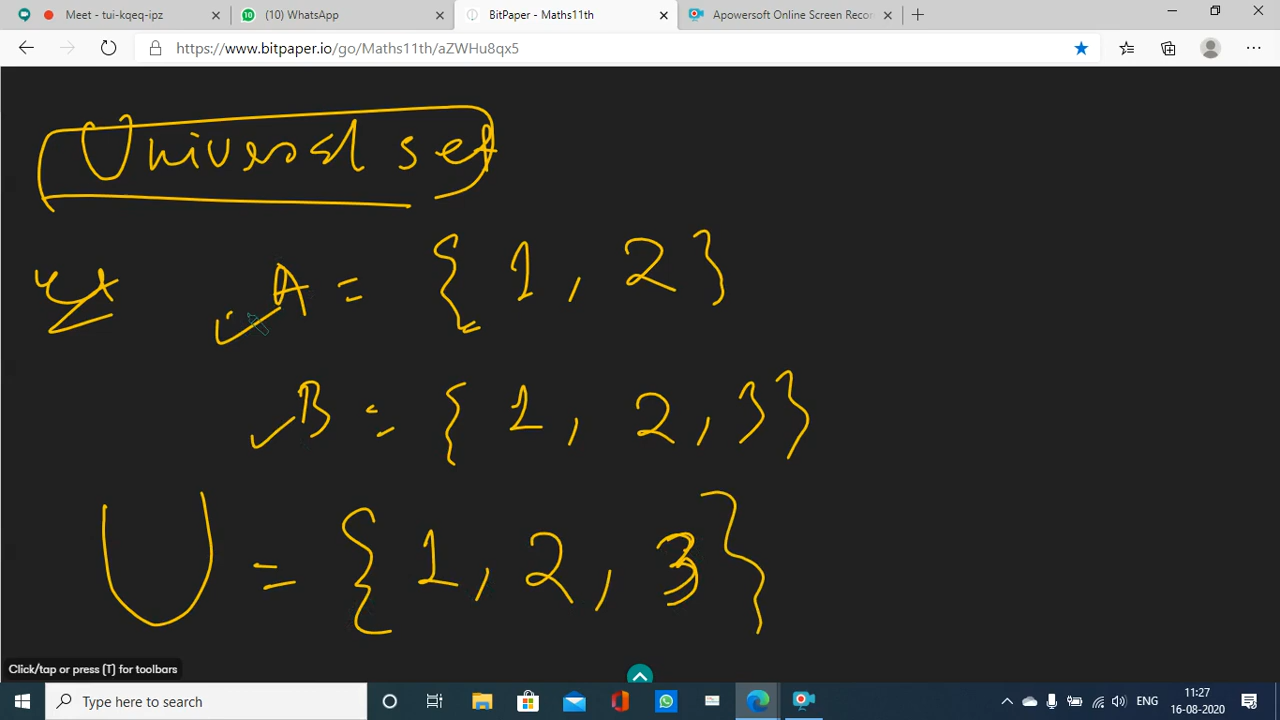 Meet - tui-kqeq-ipz
(10) WhatsApp
BitPaper - Maths11th
Apowersoft Online Screen Recor
https://www.bitpaper.io/go/Maths11th/aZWHu8qx5
Universal set
Ex A = { 1, 2 }
B = { 1, 2, 3 }
U = { 1, 2, 3 }
Click/tap or press [T] for toolbars
Type here to search
ENG
11:27
16-08-2020